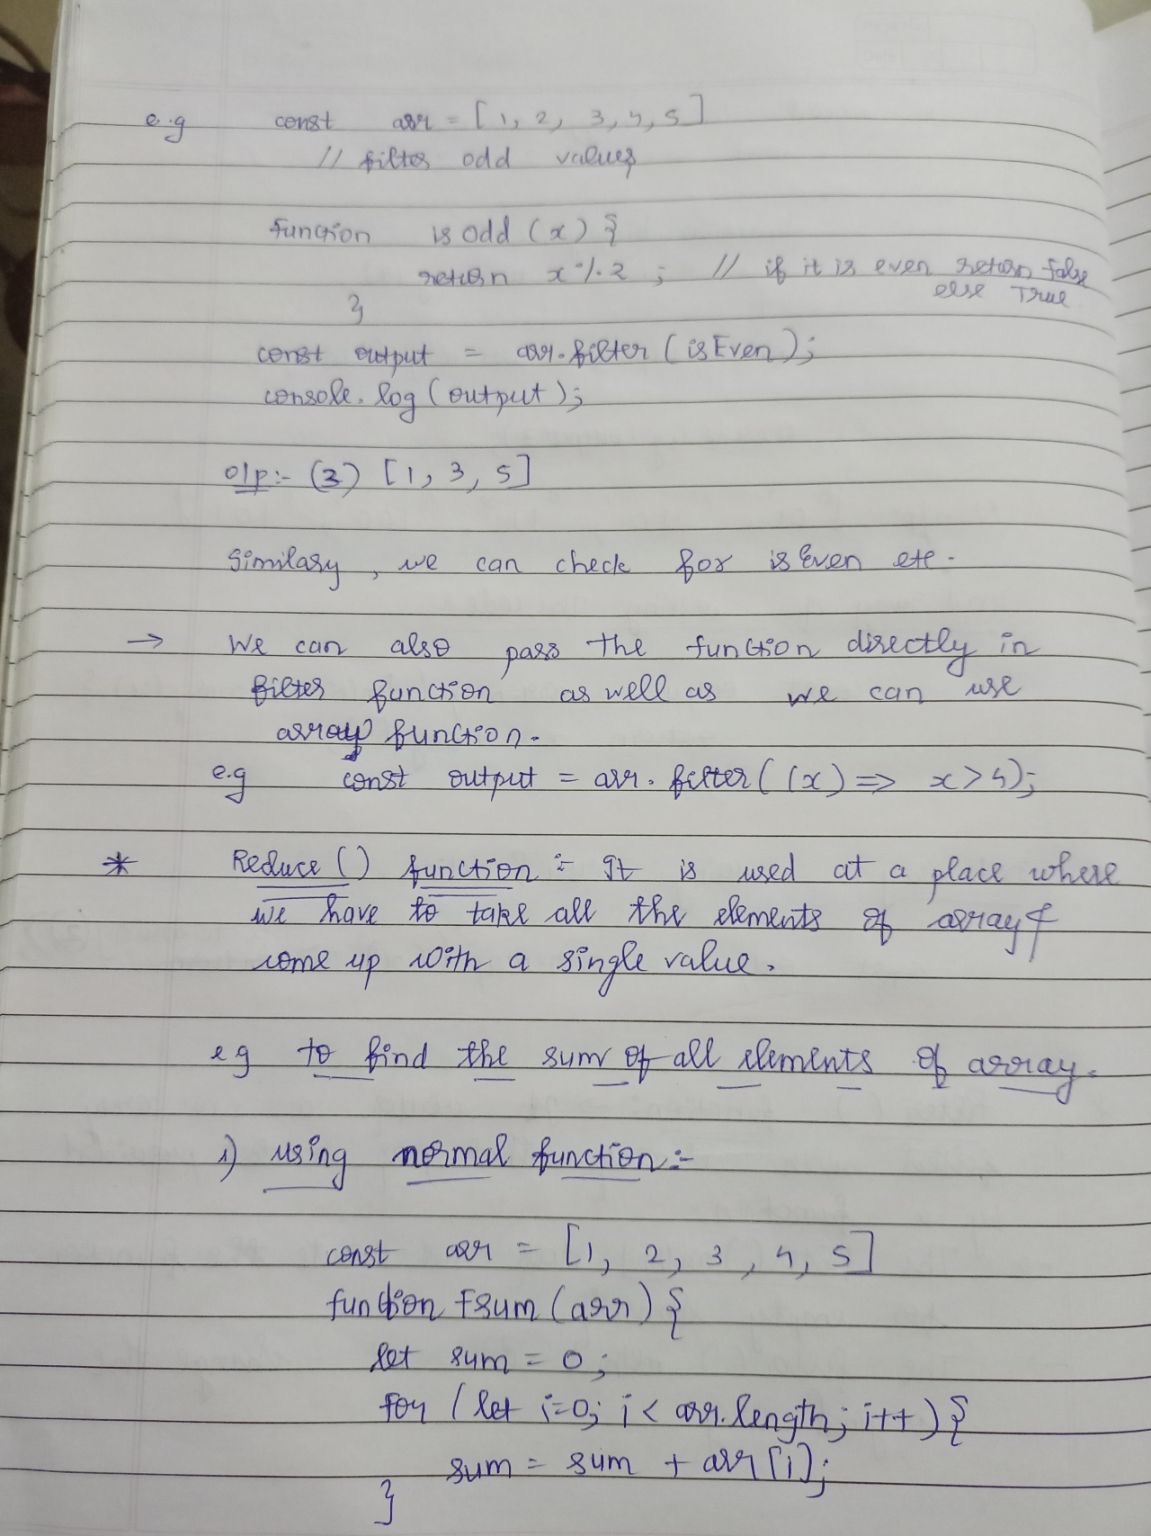 e.g const arr = [1, 2, 3, 4, 5]
// filter odd values
function isodd (x) {
return x % 2 ; // if it is even return false
else True
}
const output = arr.filter (isEven);
console.log (output);
o/p:- (3) [1, 3, 5]
Similary, we can check for is Even etc.
→ We can also pass the function directly in
filter function as well as we can use
array function.
e.g const output = arr.filter( (x) => x > 4);
* Reduce () function :- It is used at a place where
we have to take all the elements of array &
come up with a single value.
eg to find the sum of all elements of array.
i) using normal function:-
const arr = [1, 2, 3, 4, 5]
function Fsum (arr) {
let sum = 0;
for (let i=0; i < arr.length; i++) {
sum = sum + arr[i];
}